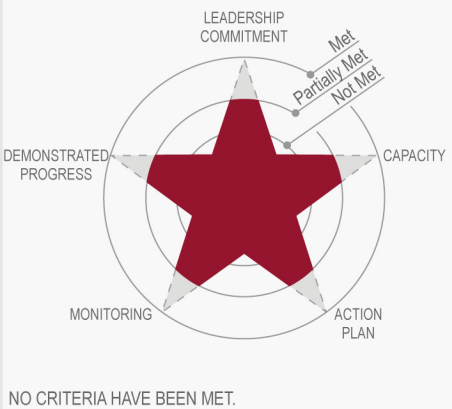 LEADERSHIP
COMMITMENT
Met
Partially Met
Not Met
DEMONSTRATED
PROGRESS
CAPACITY
MONITORING
ACTION
PLAN
NO CRITERIA HAVE BEEN MET.